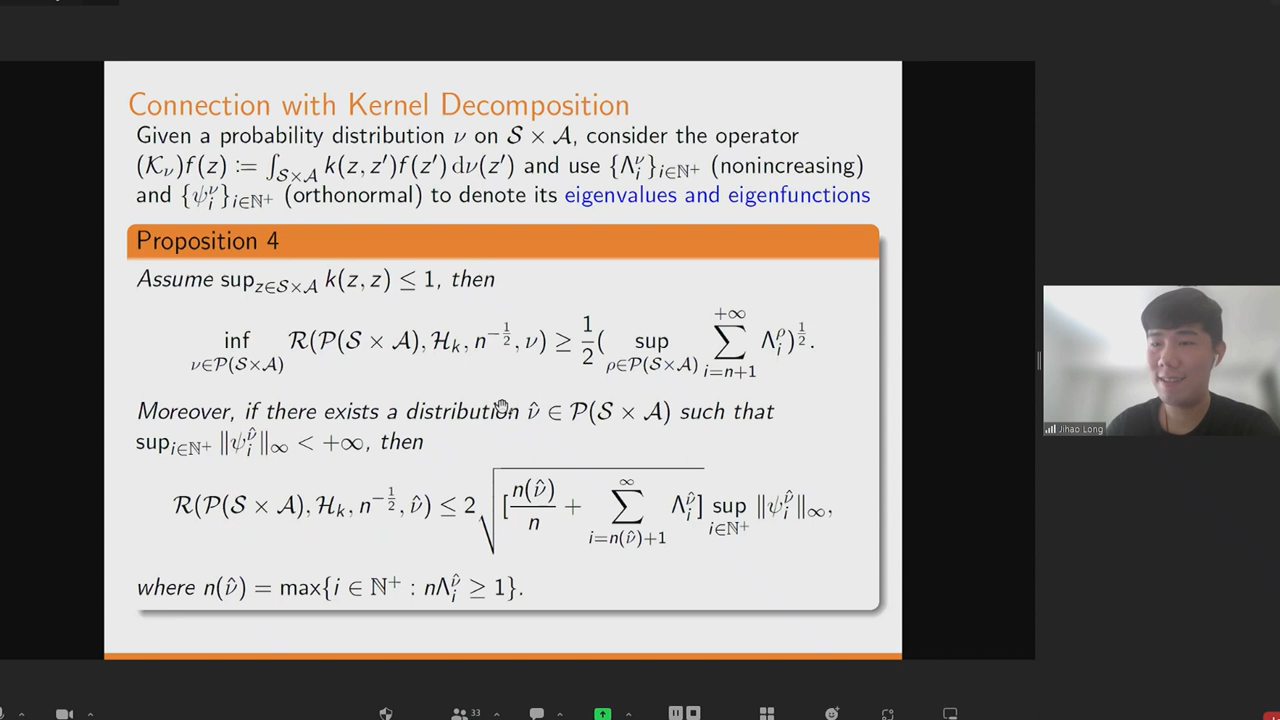 Connection with Kernel Decomposition
Given a probability distribution ν on 𝒮 × 𝒜, consider the operator
(𝒦_ν)f(z) := ∫_{𝒮×𝒜} k(z, z′)f(z′) dν(z′) and use {Λ_i^ν}_{i∈ℕ⁺} (nonincreasing)
and {ψ_i^ν}_{i∈ℕ⁺} (orthonormal) to denote its eigenvalues and eigenfunctions
Proposition 4
Assume sup_{z∈𝒮×𝒜} k(z, z) ≤ 1, then
inf_{ν∈𝒫(𝒮×𝒜)} ℛ(𝒫(𝒮 × 𝒜), ℋ_k, n^{-1/2}, ν) ≥ 1/2 ( sup_{ρ∈𝒫(𝒮×𝒜)} ∑_{i=n+1}^{+∞} Λ_i^ρ)^{1/2}.
Moreover, if there exists a distribution ν̂ ∈ 𝒫(𝒮 × 𝒜) such that
sup_{i∈ℕ⁺} ‖ψ_i^ν̂‖_∞ < +∞, then
ℛ(𝒫(𝒮 × 𝒜), ℋ_k, n^{-1/2}, ν̂) ≤ 2 √([n(ν̂)/n + ∑_{i=n(ν̂)+1}^{∞} Λ_i^ν̂]) sup_{i∈ℕ⁺} ‖ψ_i^ν̂‖_∞,
where n(ν̂) = max{i ∈ ℕ⁺ : nΛ_i^ν̂ ≥ 1}.
Jihao Long
33